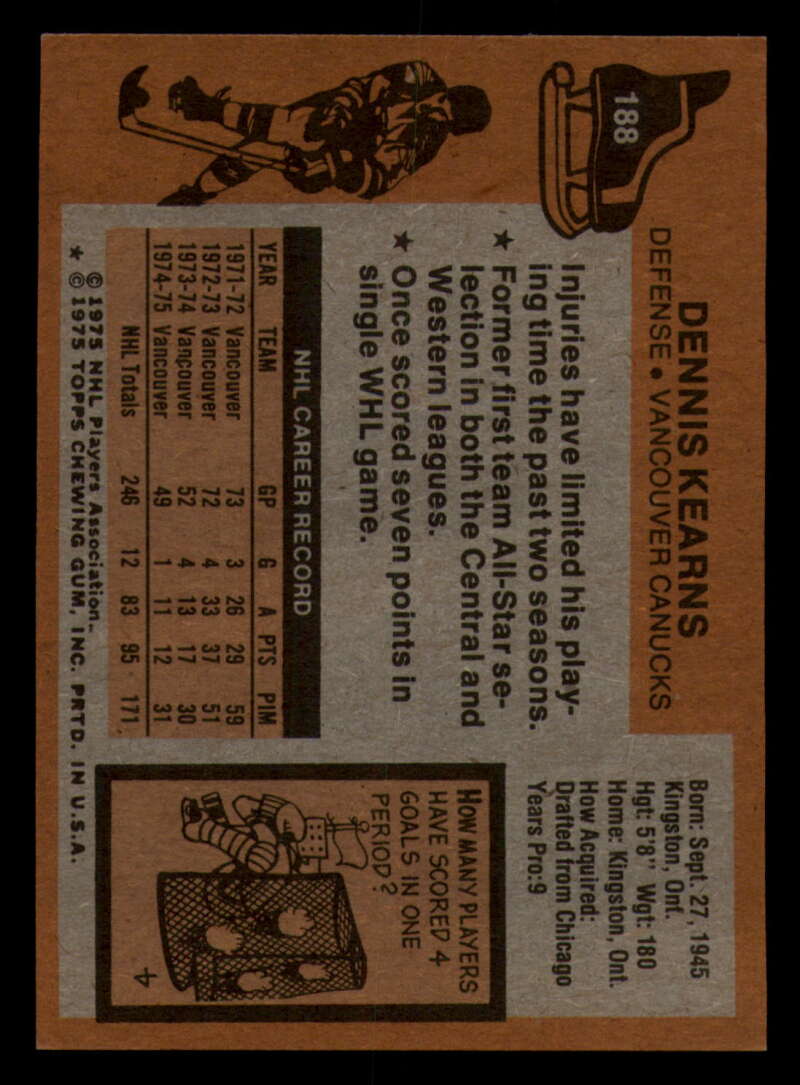 188
DENNIS KEARNS
DEFENSE • VANCOUVER CANUCKS
Born: Sept. 27, 1945
Kingston, Ont.
Hgt: 5'8" Wgt: 180
Home: Kingston, Ont.
How Acquired:
Drafted from Chicago
Years Pro: 9
Injuries have limited his play-
ing time the past two seasons.
★ Former first team All-Star se-
lection in both the Central and
Western leagues.
★ Once scored seven points in
single WHL game.
NHL CAREER RECORD
YEAR TEAM GP G A PTS PIM
1971-72 Vancouver 73 3 26 29 59
1972-73 Vancouver 72 4 33 37 51
1973-74 Vancouver 52 4 13 17 30
1974-75 Vancouver 49 1 11 12 31
NHL Totals 246 12 83 95 171
HOW MANY PLAYERS
HAVE SCORED 4
GOALS IN ONE
PERIOD?
4
© 1975 NHL Players Association™
★ © 1975 TOPPS CHEWING GUM, INC. PRTD. IN U.S.A.